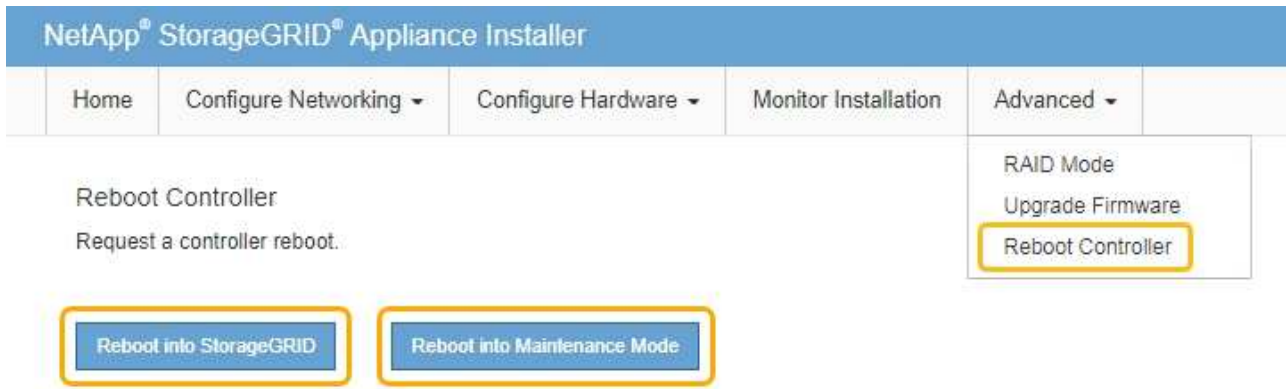 NetApp® StorageGRID® Appliance Installer
Home Configure Networking Configure Hardware Monitor Installation Advanced
RAID Mode
Upgrade Firmware
Reboot Controller
Reboot Controller
Request a controller reboot.
Reboot into StorageGRID Reboot into Maintenance Mode